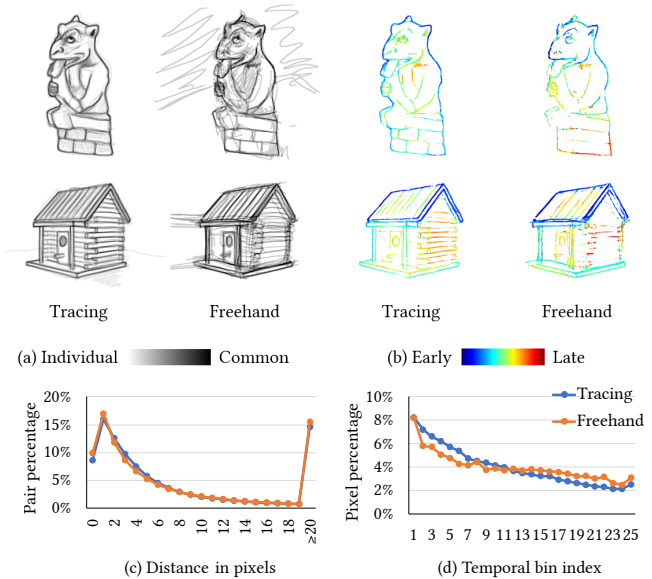 Tracing Freehand Tracing Freehand
(a) Individual Common (b) Early Late
20%
15%
10%
5%
0%
Pair percentage
0 2 4 6 8 10 12 14 16 18 ≥20
(c) Distance in pixels
10%
8%
6%
4%
2%
0%
Pixel percentage
Tracing
Freehand
1 3 5 7 9 11 13 15 17 19 21 23 25
(d) Temporal bin index